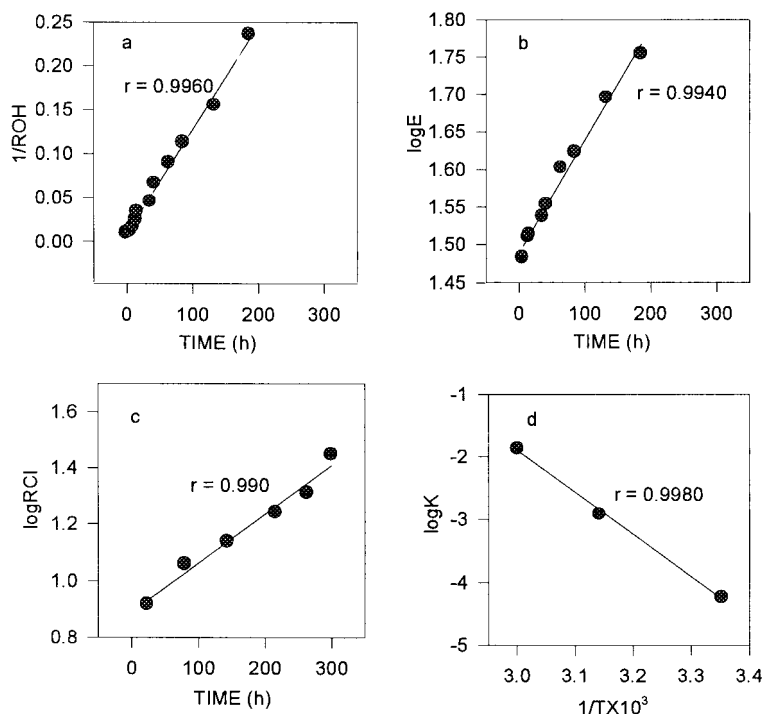 a
r = 0.9960
1/ROH
0.25
0.20
0.15
0.10
0.05
0.00
0 100 200 300
TIME (h)
b
r = 0.9940
logE
1.80
1.75
1.70
1.65
1.60
1.55
1.50
1.45
0 100 200 300
TIME (h)
c
r = 0.990
logRCI
1.6
1.4
1.2
1.0
0.8
0 100 200 300
TIME (h)
d
r = 0.9980
logK
-1
-2
-3
-4
-5
3.0 3.1 3.2 3.3 3.4
1/TX10³